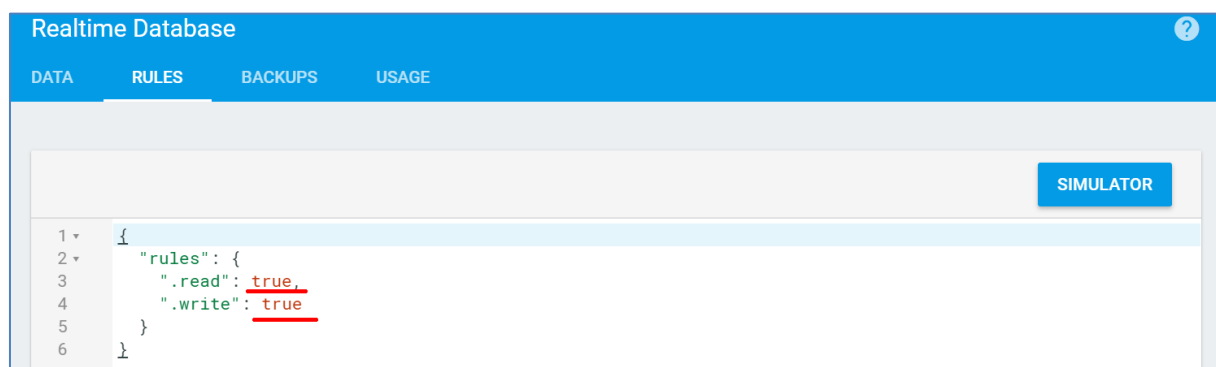 Realtime Database ?
DATA RULES BACKUPS USAGE
SIMULATOR
1 {
2 "rules": {
3 ".read": true,
4 ".write": true
5 }
6 }